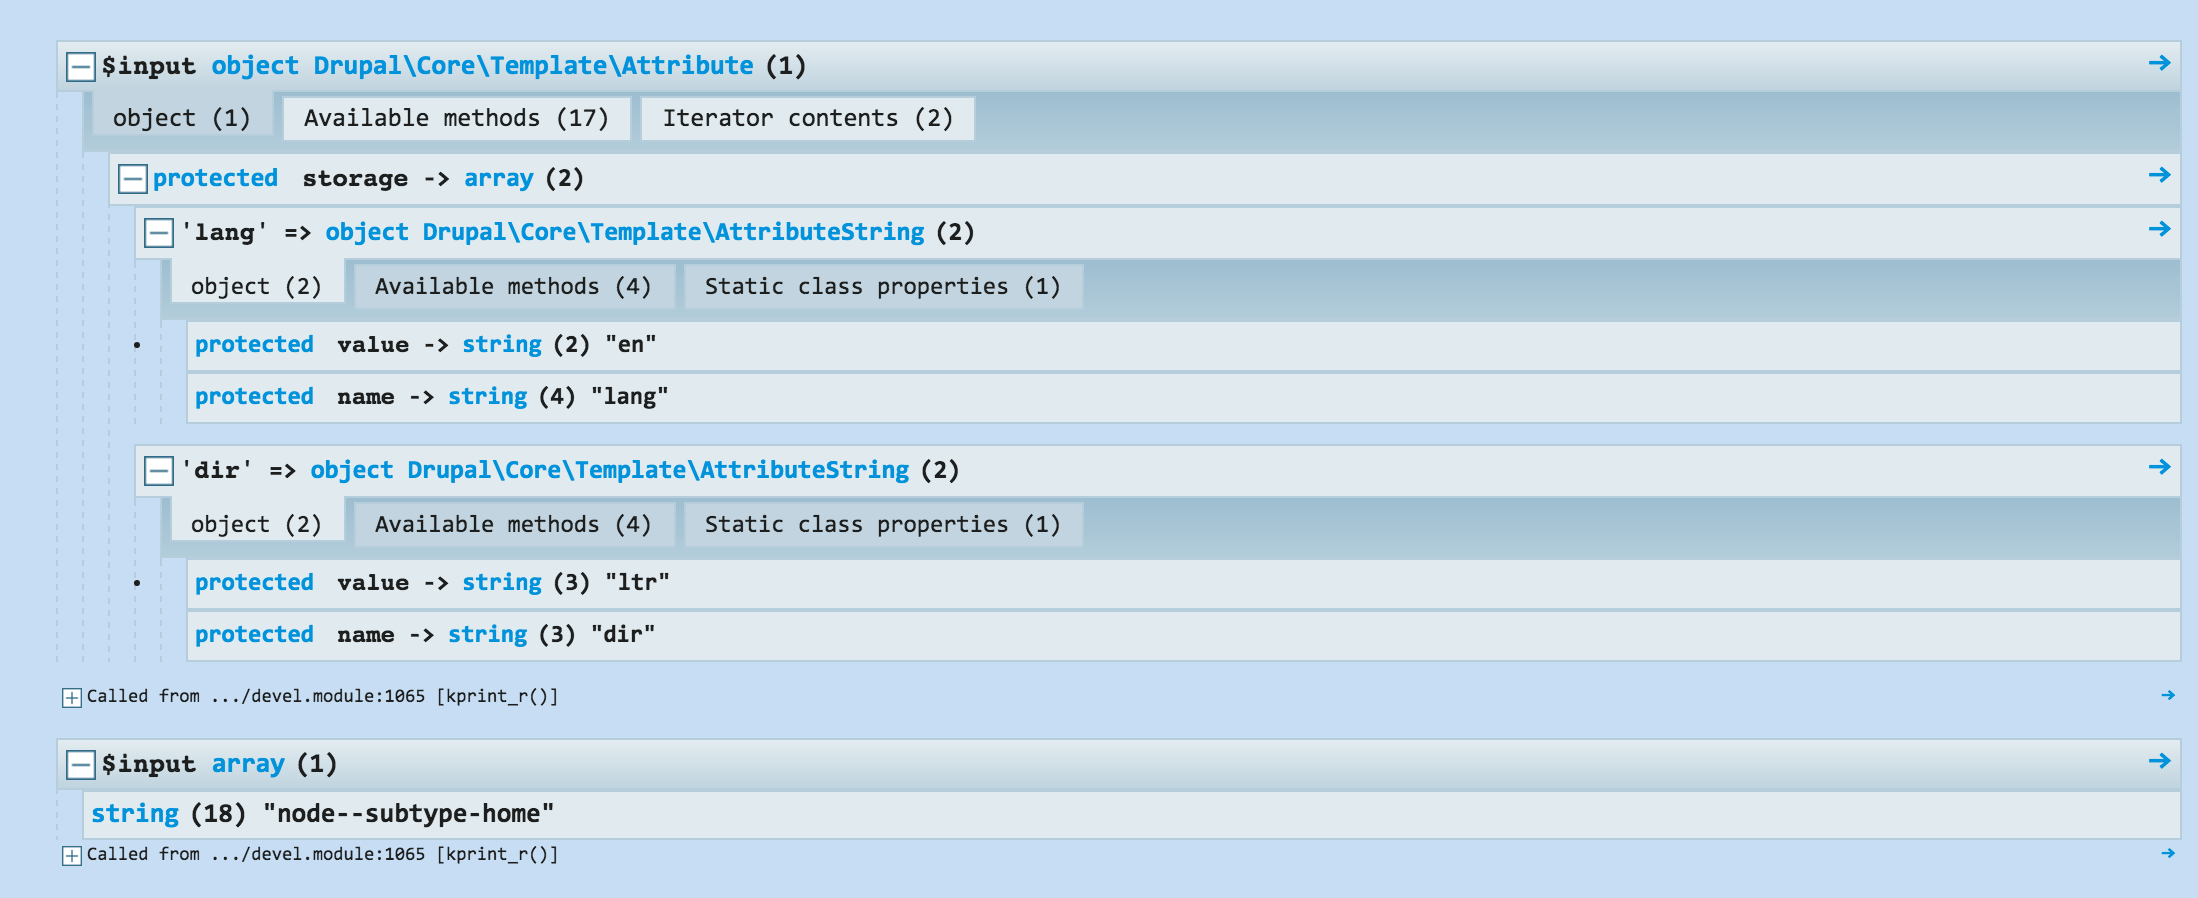 $input object Drupal\Core\Template\Attribute (1)
object (1) Available methods (17) Iterator contents (2)
protected storage -> array (2)
'lang' => object Drupal\Core\Template\AttributeString (2)
object (2) Available methods (4) Static class properties (1)
protected value -> string (2) "en"
protected name -> string (4) "lang"
'dir' => object Drupal\Core\Template\AttributeString (2)
object (2) Available methods (4) Static class properties (1)
protected value -> string (3) "ltr"
protected name -> string (3) "dir"
Called from .../devel.module:1065 [kprint_r()]
$input array (1)
string (18) "node--subtype-home"
Called from .../devel.module:1065 [kprint_r()]